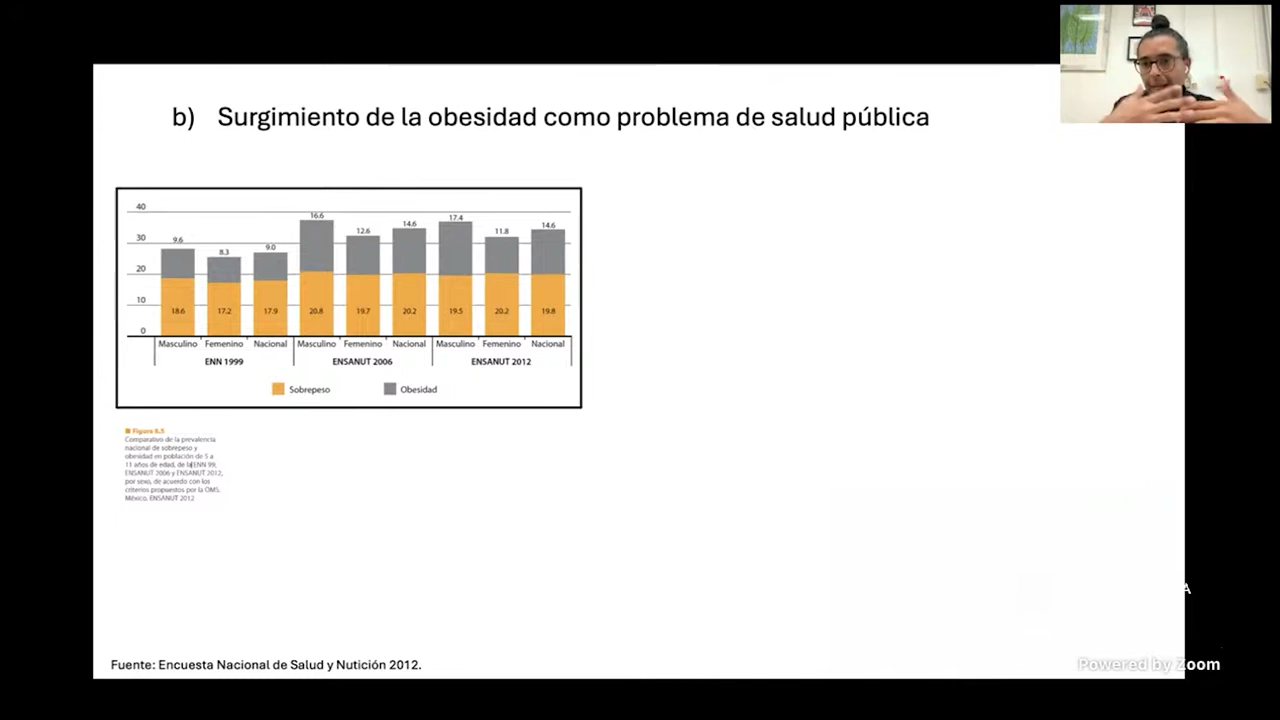 b) Surgimiento de la obesidad como problema de salud pública
40
30
20
10
0
9.6
8.3
9.0
16.6
12.6
14.6
17.4
11.8
14.6
18.6
17.2
17.9
20.8
19.7
20.2
19.5
20.2
19.8
Masculino Femenino Nacional Masculino Femenino Nacional Masculino Femenino Nacional
ENN 1999 ENSANUT 2006 ENSANUT 2012
Sobrepeso Obesidad
Comparativo de la prevalencia
nacional de sobrepeso y
obesidad en población de 5 a
11 años de edad, de la ENN 99,
ENSANUT 2006 y ENSANUT 2012,
por sexo, de acuerdo con los
criterios propuestos por la OMS.
México, ENSANUT 2012
A
Fuente: Encuesta Nacional de Salud y Nutición 2012.
Powered by Zoom